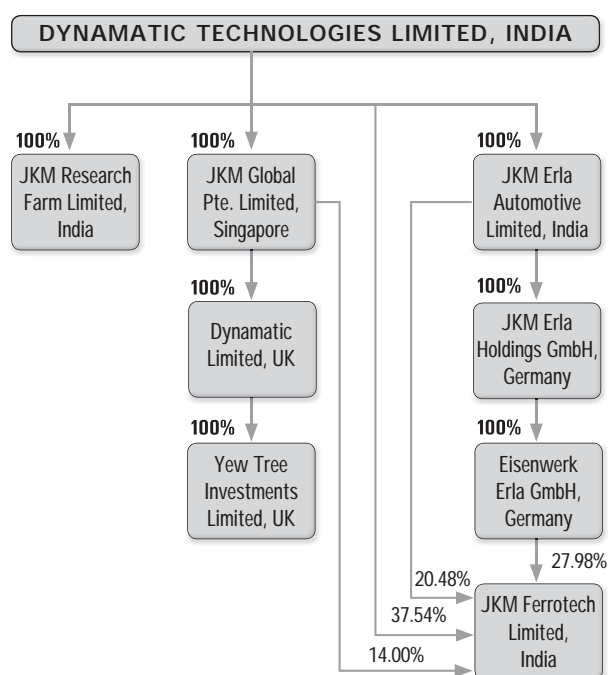 DYNAMATIC TECHNOLOGIES LIMITED, INDIA
100%
JKM Research
Farm Limited,
India
100%
JKM Global
Pte. Limited,
Singapore
100%
JKM Erla
Automotive
Limited, India
100%
Dynamatic
Limited, UK
100%
JKM Erla
Holdings GmbH,
Germany
100%
Yew Tree
Investments
Limited, UK
100%
Eisenwerk
Erla GmbH,
Germany
27.98%
20.48%
37.54%
14.00%
JKM Ferrotech
Limited,
India